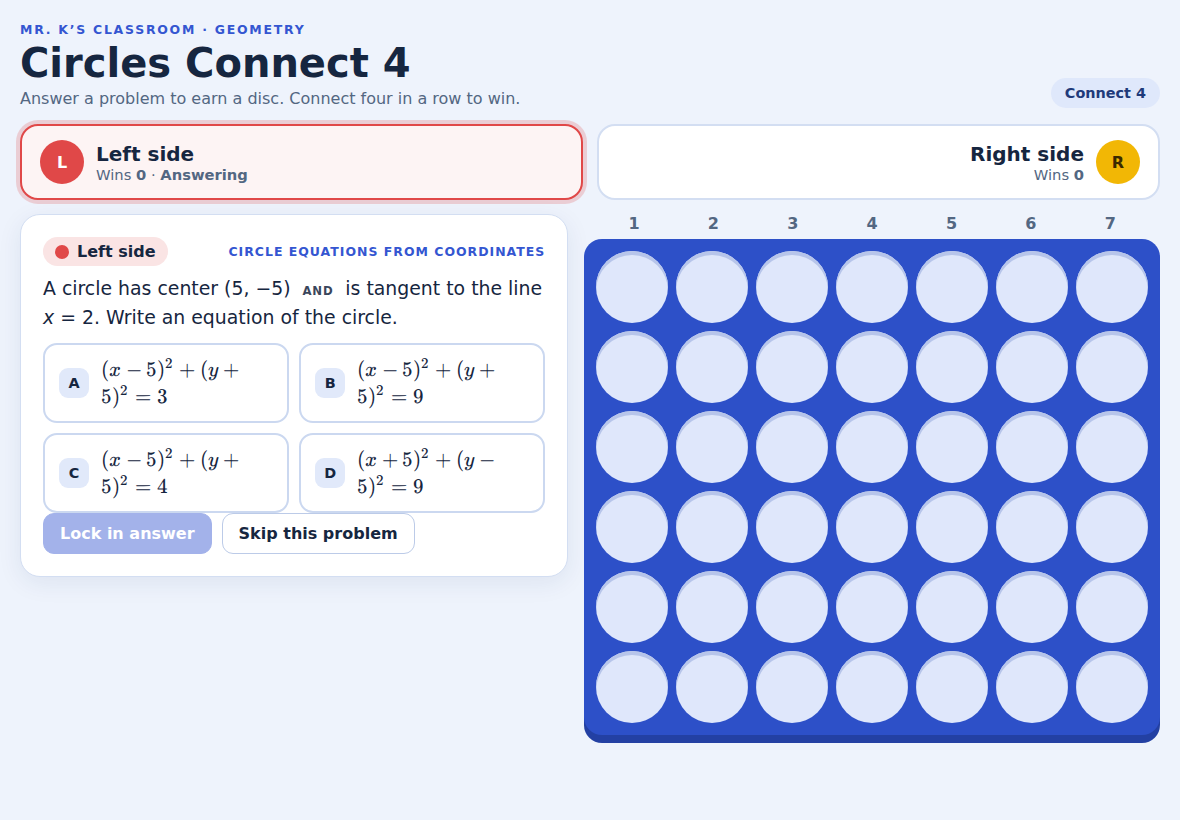 MR. K’S CLASSROOM · GEOMETRY
Circles Connect 4
Answer a problem to earn a disc. Connect four in a row to win.
Connect 4
L
Left side
Wins 0 · Answering
Right side
Wins 0
R
Left side
CIRCLE EQUATIONS FROM COORDINATES
A circle has center (5, −5) AND is tangent to the line
x = 2. Write an equation of the circle.
A
(x − 5)² + (y +
5)² = 3
B
(x − 5)² + (y +
5)² = 9
C
(x − 5)² + (y +
5)² = 4
D
(x + 5)² + (y −
5)² = 9
Lock in answer
Skip this problem
1 2 3 4 5 6 7